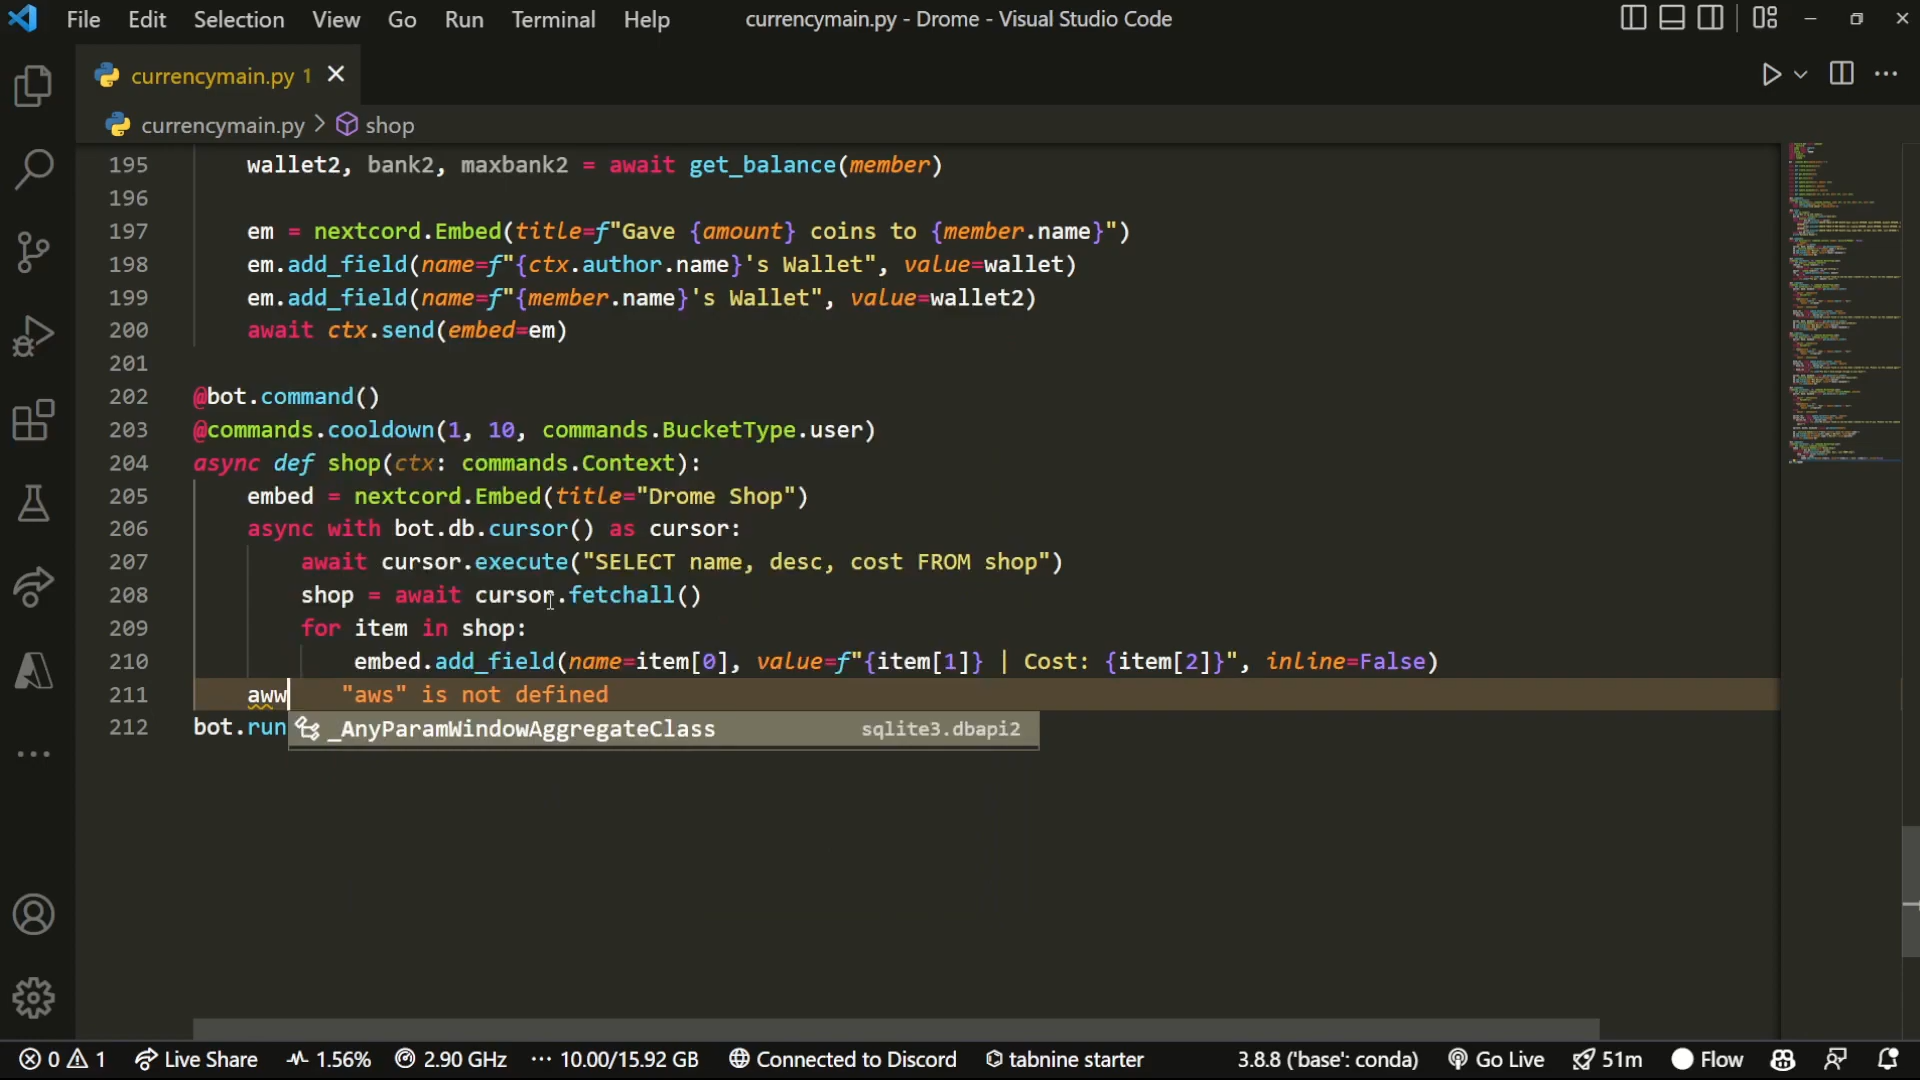 File Edit Selection View Go Run Terminal Help currencymain.py - Drome - Visual Studio Code
currencymain.py 1
currencymain.py > shop
195 wallet2, bank2, maxbank2 = await get_balance(member)
196
197 em = nextcord.Embed(title=f"Gave {amount} coins to {member.name}")
198 em.add_field(name=f"{ctx.author.name}'s Wallet", value=wallet)
199 em.add_field(name=f"{member.name}'s Wallet", value=wallet2)
200 await ctx.send(embed=em)
201
202 @bot.command()
203 @commands.cooldown(1, 10, commands.BucketType.user)
204 async def shop(ctx: commands.Context):
205 embed = nextcord.Embed(title="Drome Shop")
206 async with bot.db.cursor() as cursor:
207 await cursor.execute("SELECT name, desc, cost FROM shop")
208 shop = await cursor.fetchall()
209 for item in shop:
210 embed.add_field(name=item[0], value=f"{item[1]} | Cost: {item[2]}", inline=False)
211 aww "aws" is not defined
212 bot.run _AnyParamWindowAggregateClass sqlite3.dbapi2
0 1 Live Share 1.56% 2.90 GHz 10.00/15.92 GB Connected to Discord tabnine starter 3.8.8 ('base': conda) Go Live 51m Flow